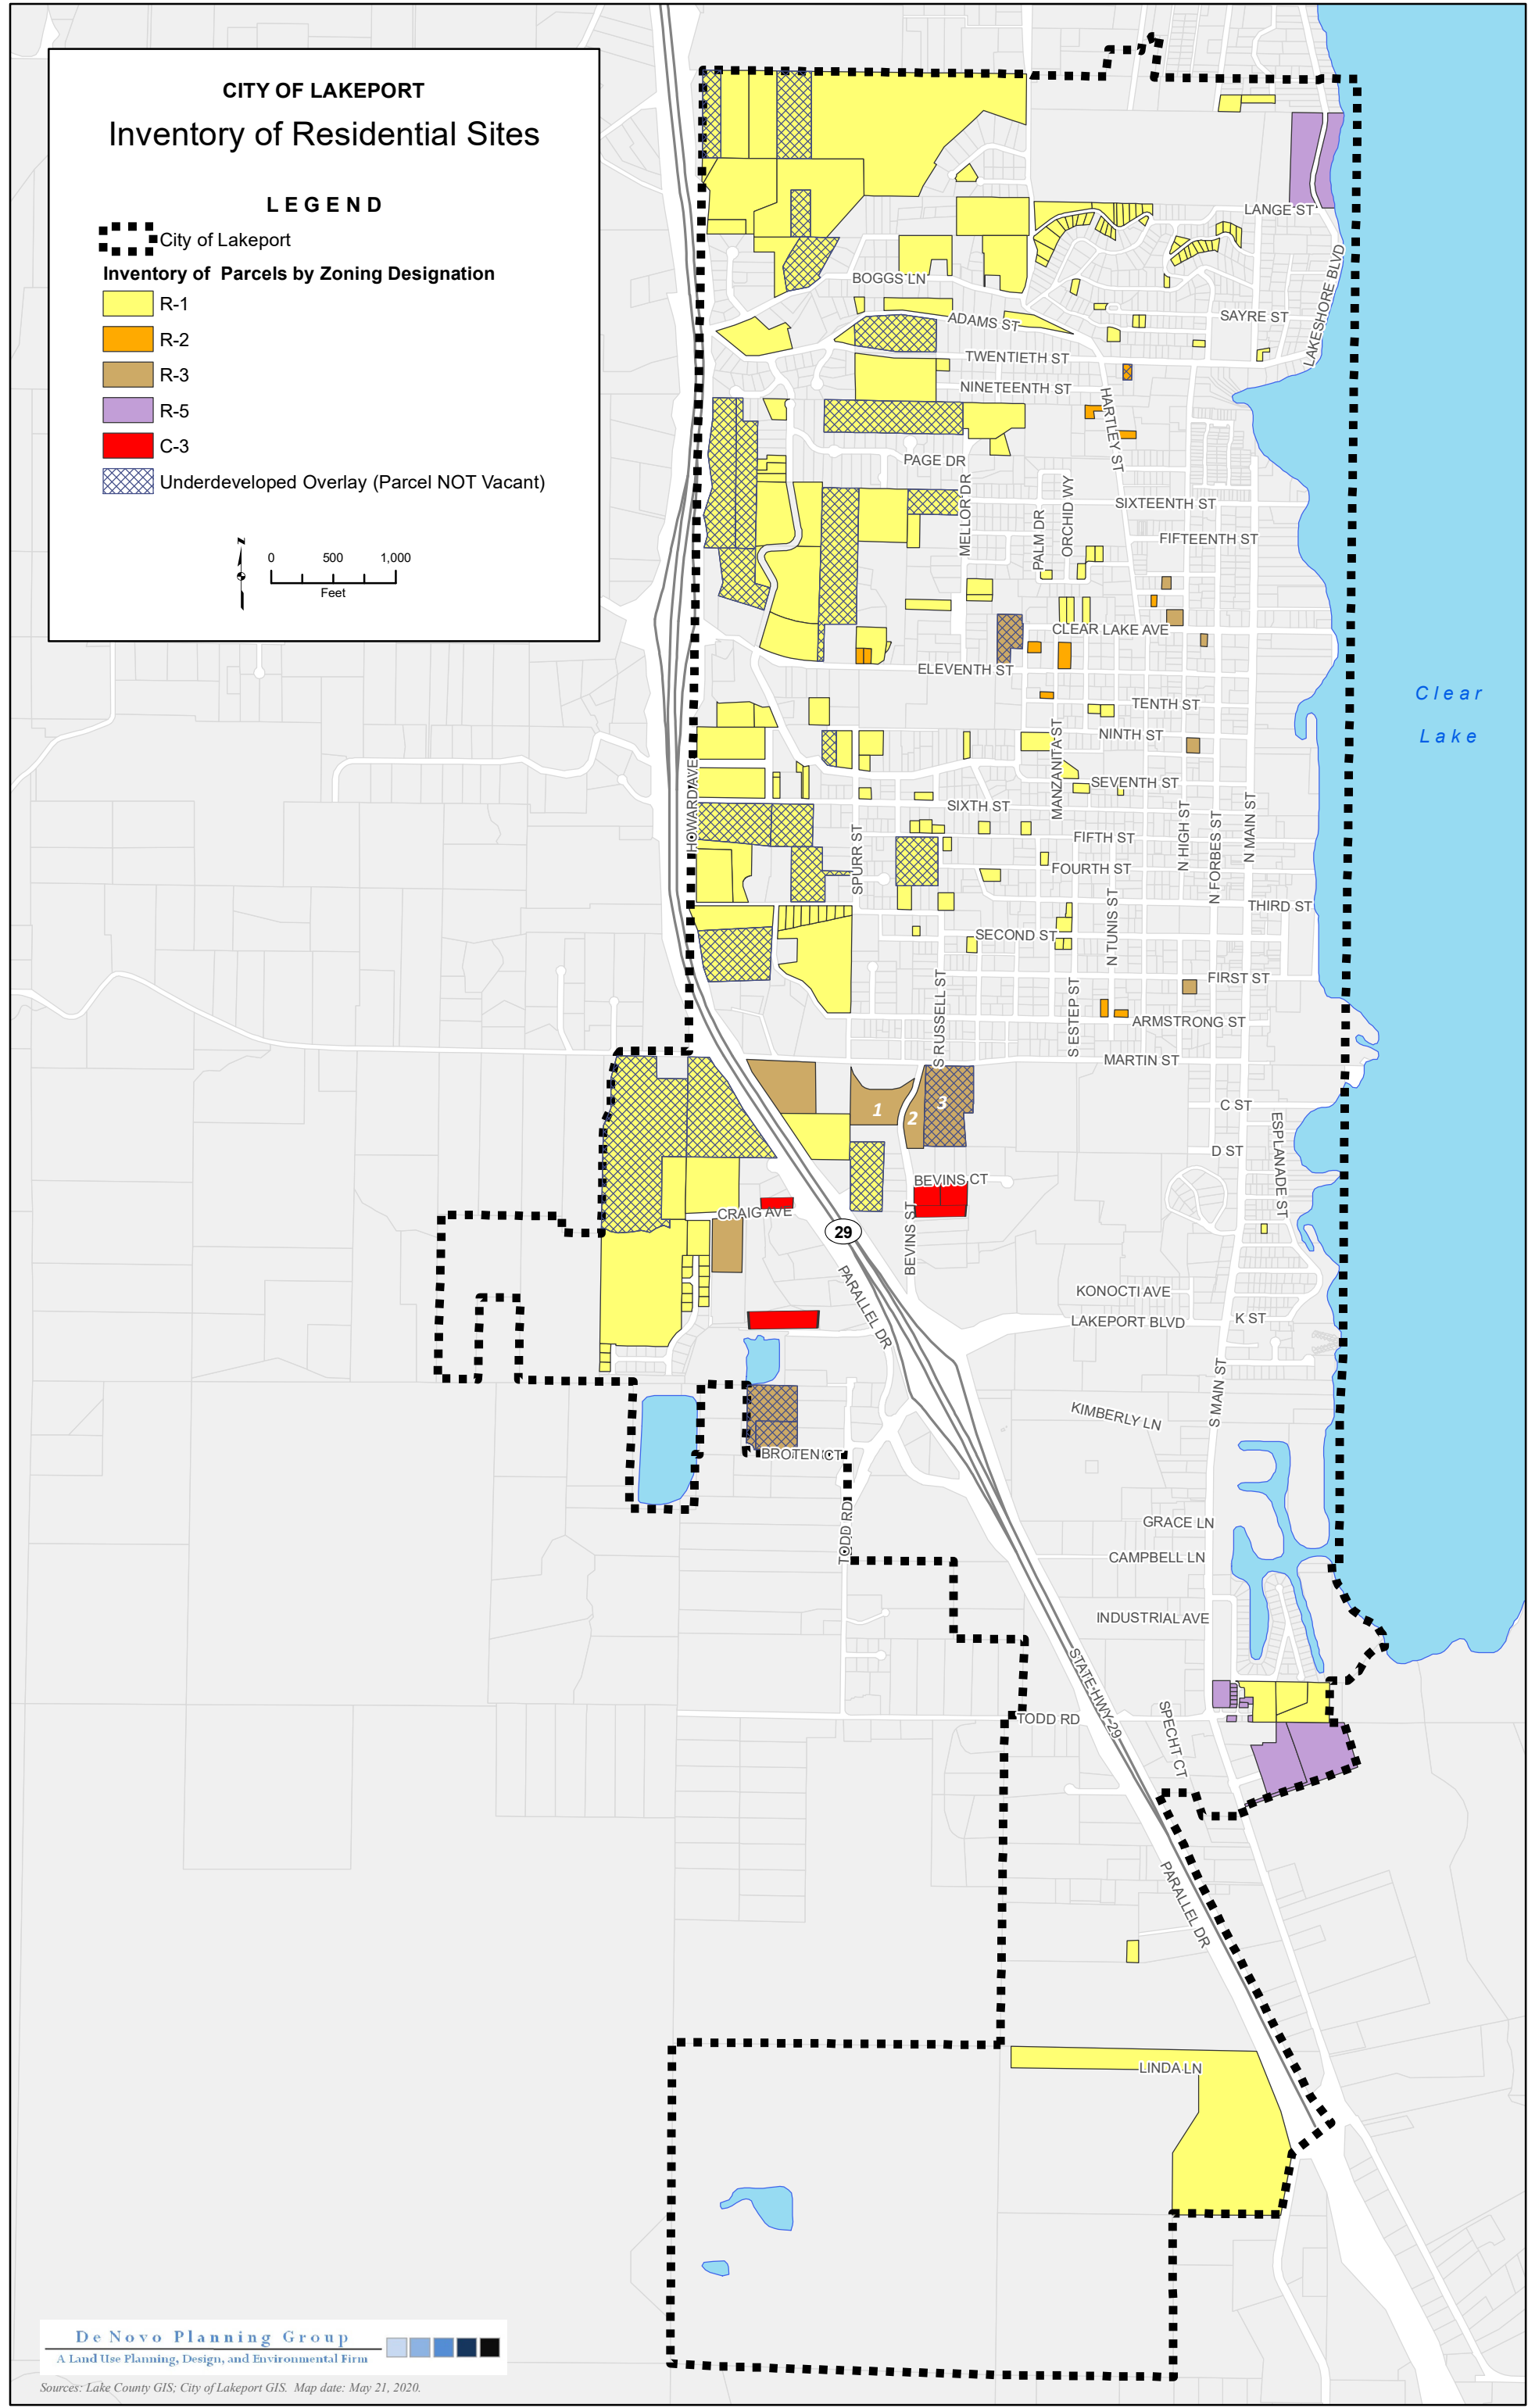 CITY OF LAKEPORT
Inventory of Residential Sites
LEGEND
City of Lakeport
Inventory of Parcels by Zoning Designation
R-1
R-2
R-3
R-5
C-3
Underdeveloped Overlay (Parcel NOT Vacant)
Z
0 500 1,000
Feet
LANGE ST
LAKESHORE BLVD
BOGGS LN
SAYRE ST
ADAMS ST
TWENTIETH ST
NINETEENTH ST
HARTLEY ST
PAGE DR
MELLOR DR
ORCHID WY
PALM DR
SIXTEENTH ST
FIFTEENTH ST
CLEAR LAKE AVE
ELEVENTH ST
Clear
Lake
TENTH ST
NINTH ST
MANZANITA ST
SEVENTH ST
HOWARD AVE
SIXTH ST
FIFTH ST
N HIGH ST
N FORBES ST
N MAIN ST
SPURR ST
FOURTH ST
THIRD ST
N TUNIS ST
SECOND ST
FIRST ST
S RUSSELL ST
S ESTEP ST
ARMSTRONG ST
MARTIN ST
1
2
3
C ST
ESPLANADE ST
D ST
BEVINS CT
CRAIG AVE
BEVINS ST
29
PARALLEL DR
KONOCTI AVE
LAKEPORT BLVD
K ST
S MAIN ST
KIMBERLY LN
BROTEN CT
TODD RD
GRACE LN
CAMPBELL LN
INDUSTRIAL AVE
STATE HWY 29
TODD RD
SPECHT CT
PARALLEL DR
LINDA LN
De Novo Planning Group
A Land Use Planning, Design, and Environmental Firm
Sources: Lake County GIS; City of Lakeport GIS. Map date: May 21, 2020.